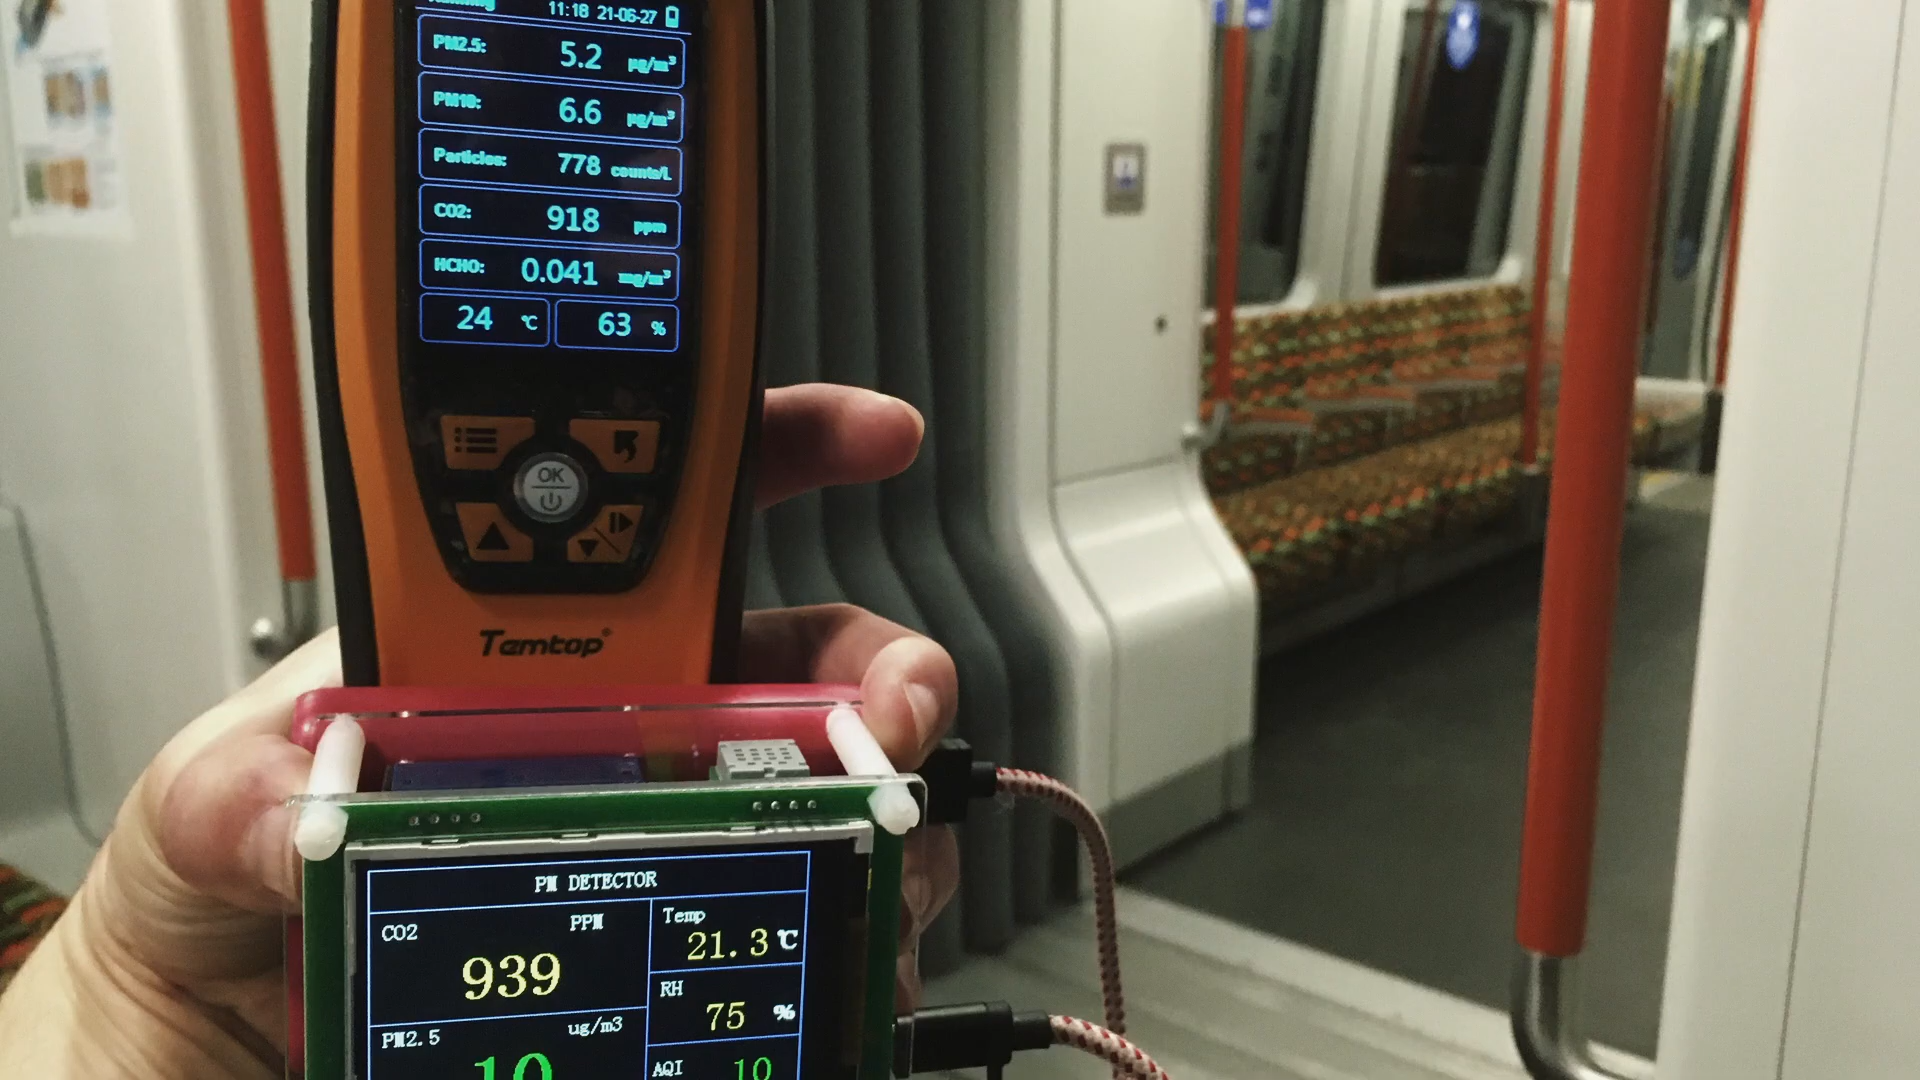 Running 11:18 21-06-27
PM2.5: 5.2 µg/m³
PM10: 6.6 µg/m³
Particles: 778 counts/L
CO2: 918 ppm
HCHO: 0.041 mg/m³
24 ℃ 63 %
OK
Temtop®
PM DETECTOR
CO2 PPM
939
Temp
21.3 ℃
RH
75 %
PM2.5 ug/m3
10
AQI 10